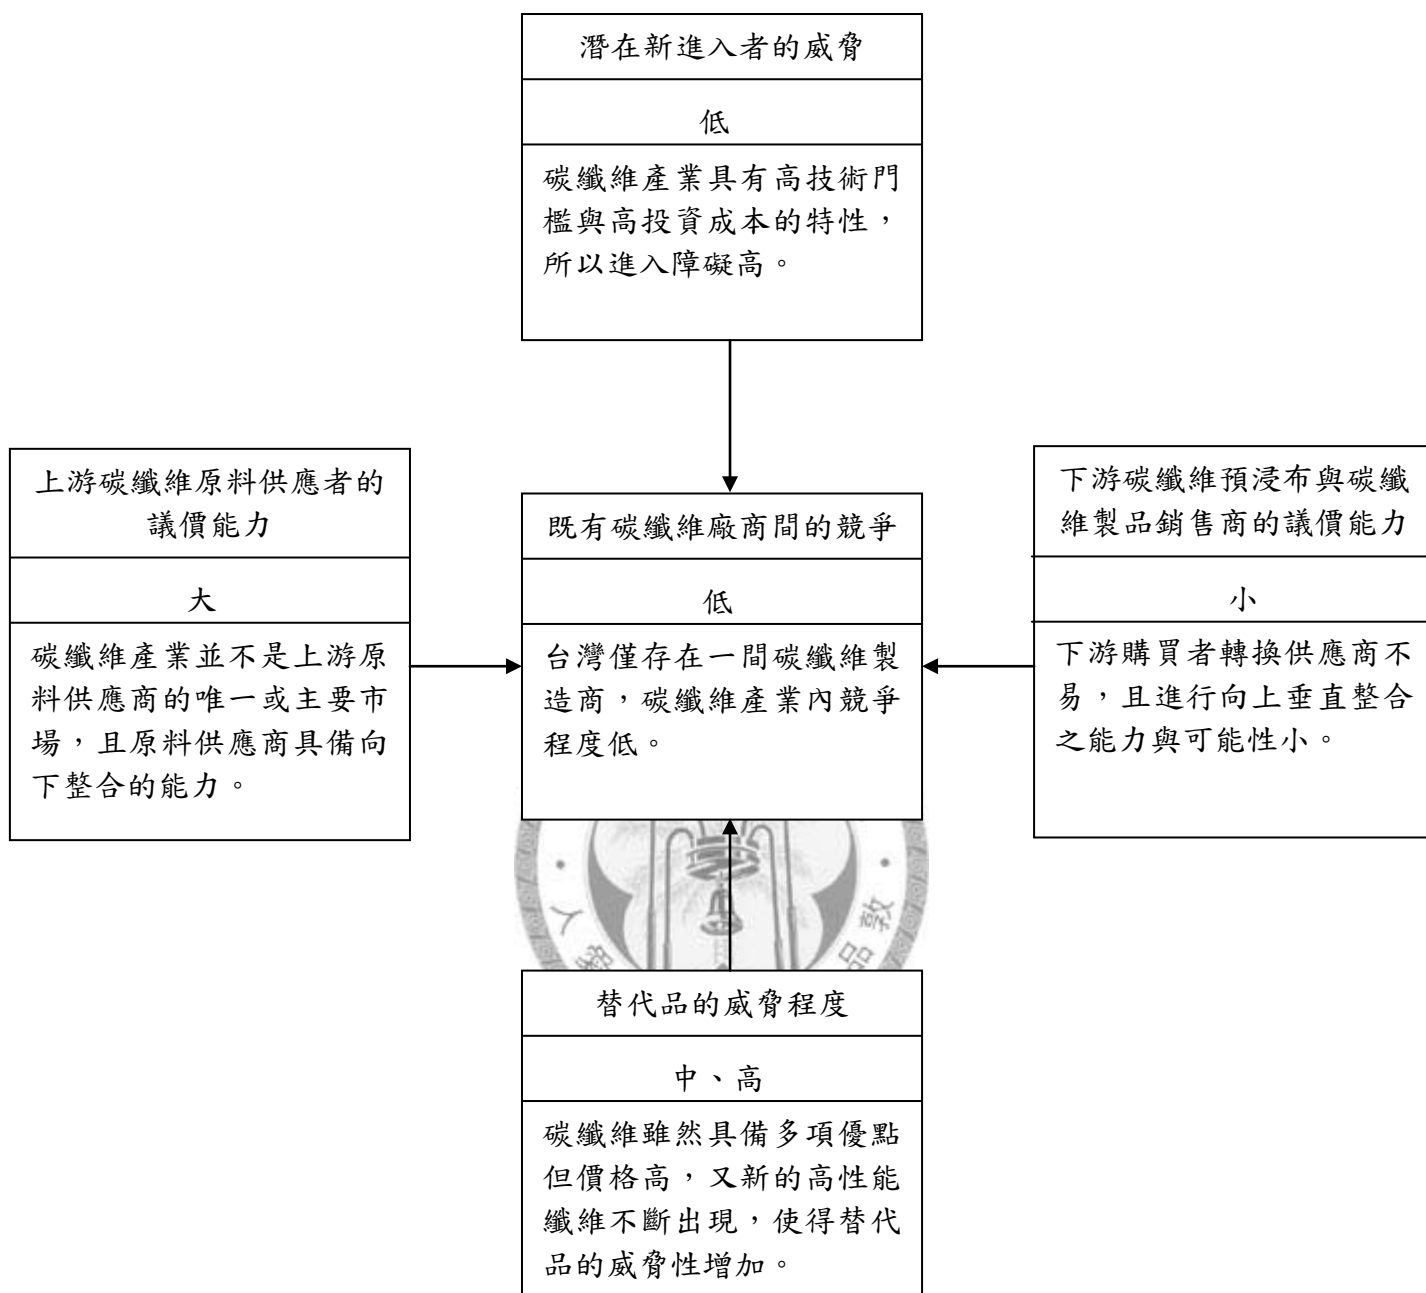 潛在新進入者的威脅
低
碳纖維產業具有高技術門
檻與高投資成本的特性，
所以進入障礙高。
上游碳纖維原料供應者的
議價能力
大
碳纖維產業並不是上游原
料供應商的唯一或主要市
場，且原料供應商具備向
下整合的能力。
既有碳纖維廠商間的競爭
低
台灣僅存在一間碳纖維製
造商，碳纖維產業內競爭
程度低。
下游碳纖維預浸布與碳纖
維製品銷售商的議價能力
小
下游購買者轉換供應商不
易，且進行向上垂直整合
之能力與可能性小。
人
品
敦
替代品的威脅程度
中、高
碳纖維雖然具備多項優點
但價格高，又新的高性能
纖維不斷出現，使得替代
品的威脅性增加。